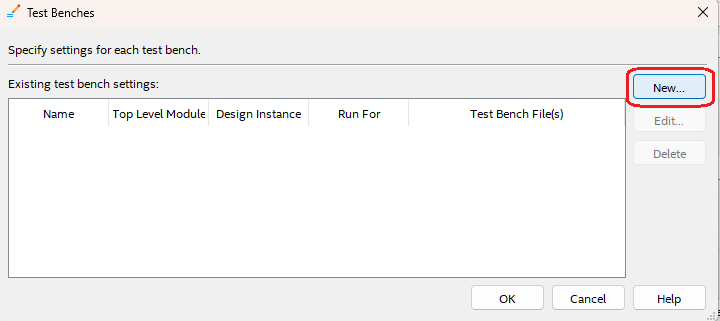 Test Benches
Specify settings for each test bench.
Existing test bench settings:
New...
Name Top Level Module Design Instance Run For Test Bench File(s)
Edit...
Delete
OK Cancel Help